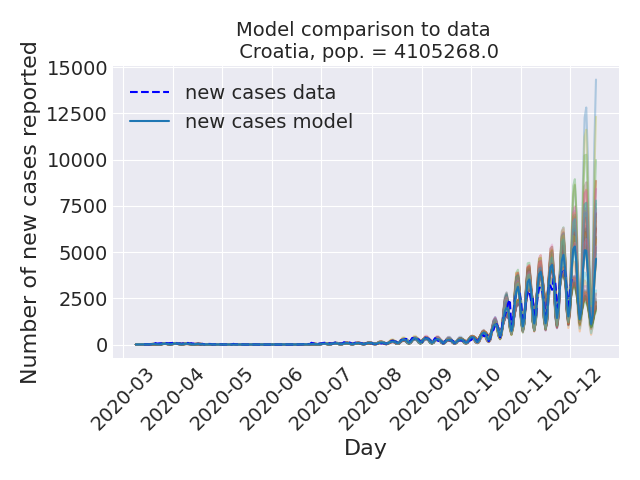 Model comparison to data
Croatia, pop. = 4105268.0
Number of new cases reported
15000
12500
10000
7500
5000
2500
0
new cases data
new cases model
2020-03
2020-04
2020-05
2020-06
2020-07
2020-08
2020-09
2020-10
2020-11
2020-12
Day